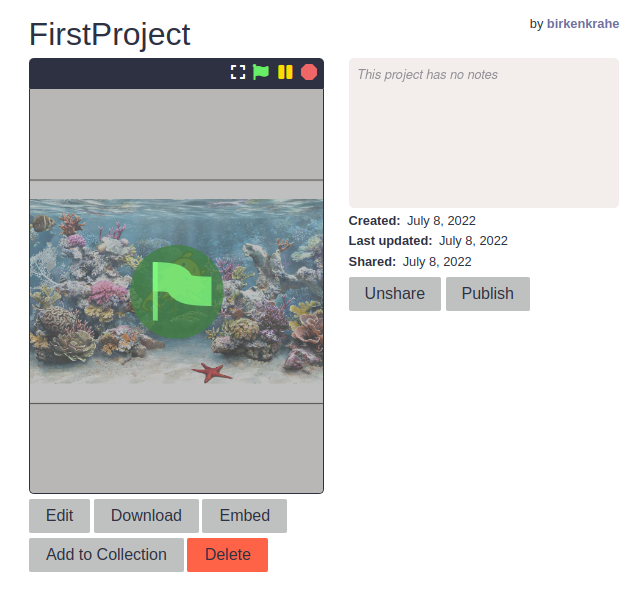 FirstProject
by birkenkrahe
This project has no notes
Created: July 8, 2022
Last updated: July 8, 2022
Shared: July 8, 2022
Unshare
Publish
Edit
Download
Embed
Add to Collection
Delete